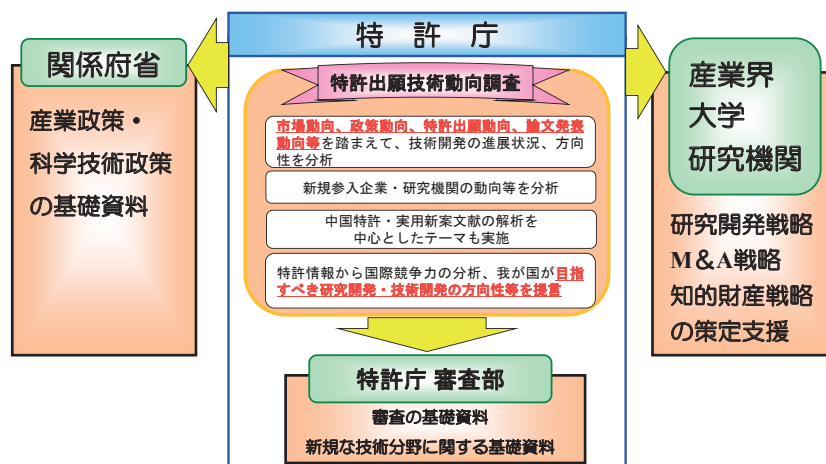 特許庁
関係府省
産業政策・
科学技術政策
の基礎資料
特許出願技術動向調査
市場動向、政策動向、特許出願動向、論文発表
動向等を踏まえて、技術開発の進展状況、方向
性を分析
新規参入企業・研究機関の動向等を分析
中国特許・実用新案文献の解析を
中心としたテーマも実施
特許情報から国際競争力の分析、我が国が目指
すべき研究開発・技術開発の方向性等を提言
産業界
大学
研究機関
研究開発戦略
M&A戦略
知的財産戦略
の策定支援
特許庁 審査部
審査の基礎資料
新規な技術分野に関する基礎資料